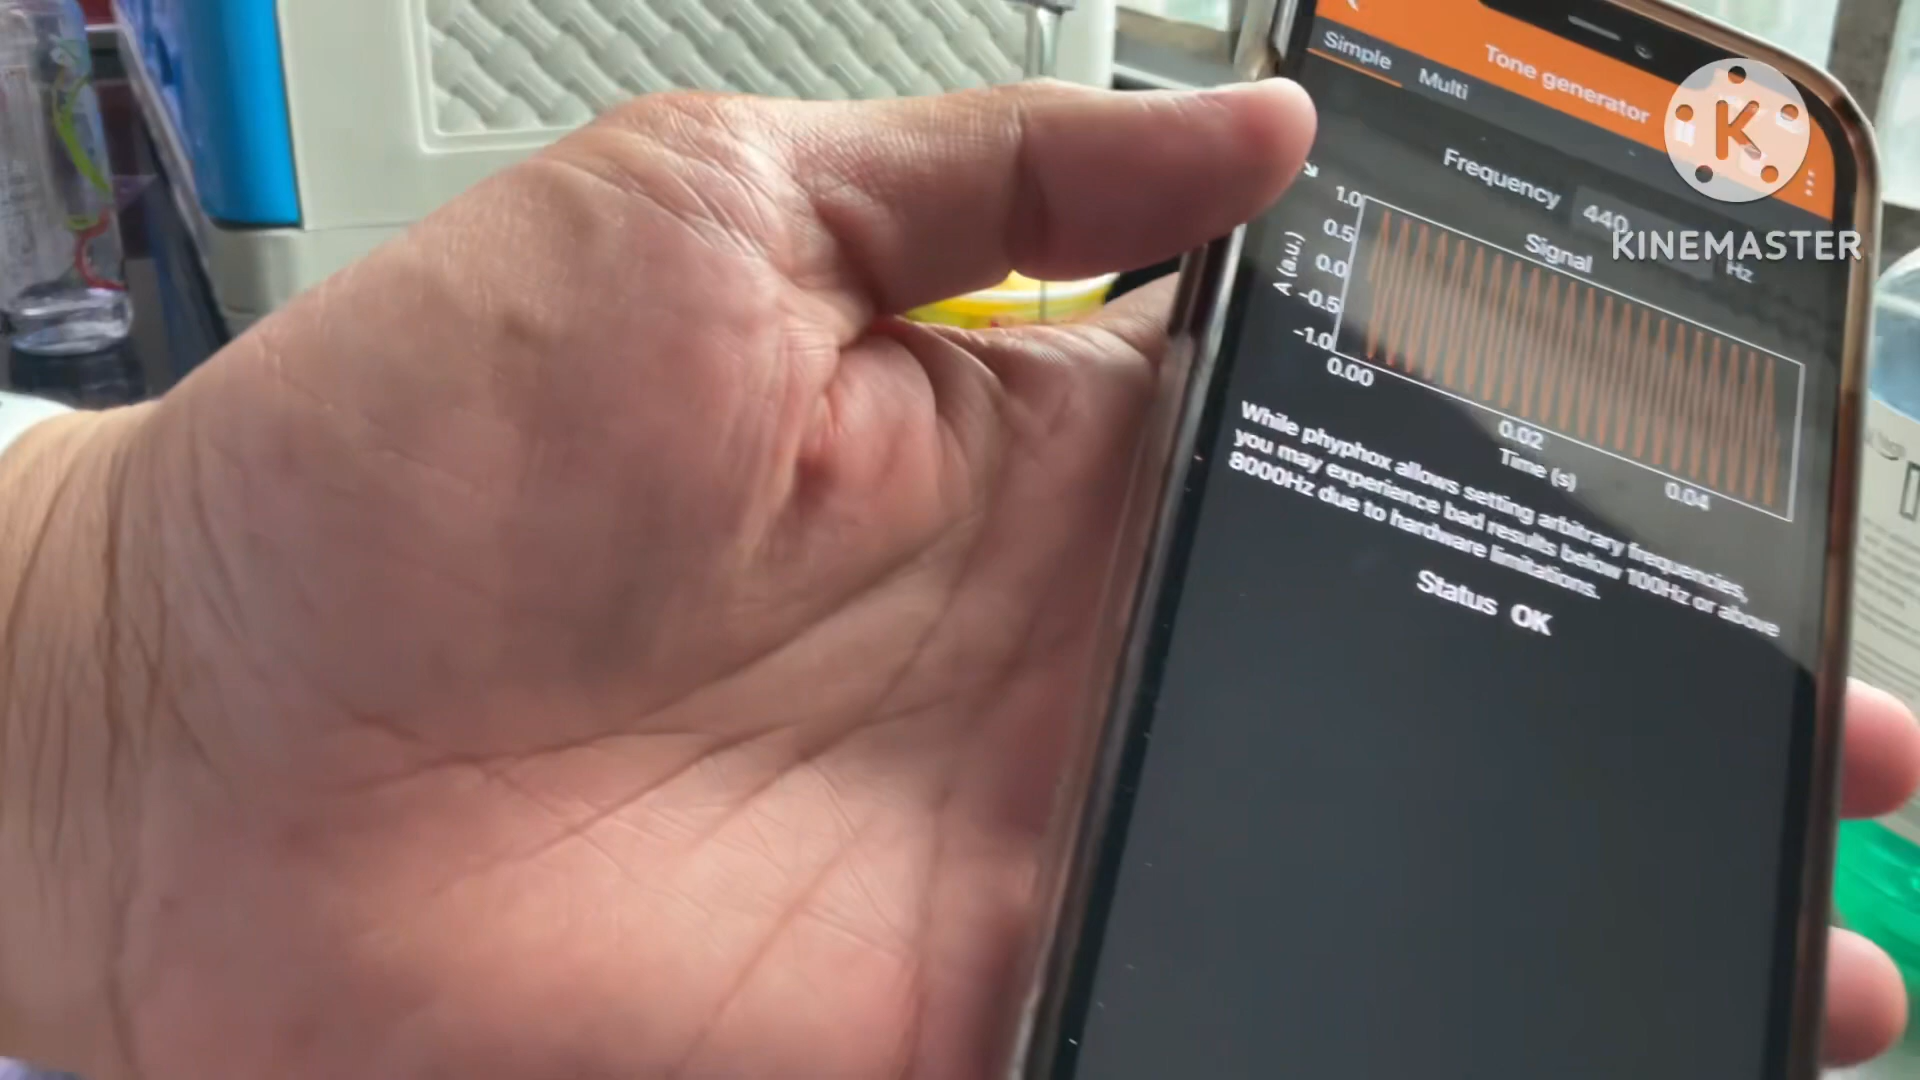 Tone generator
Simple
Multi
K
KINEMASTER
Frequency 440 Hz
Signal
1.0
0.5
0.0
-0.5
-1.0
A (a.u.)
0.00
0.02
0.04
Time (s)
While phyphox allows setting arbitrary frequencies,
you may experience bad results below 100Hz or above
8000Hz due to hardware limitations.
Status OK